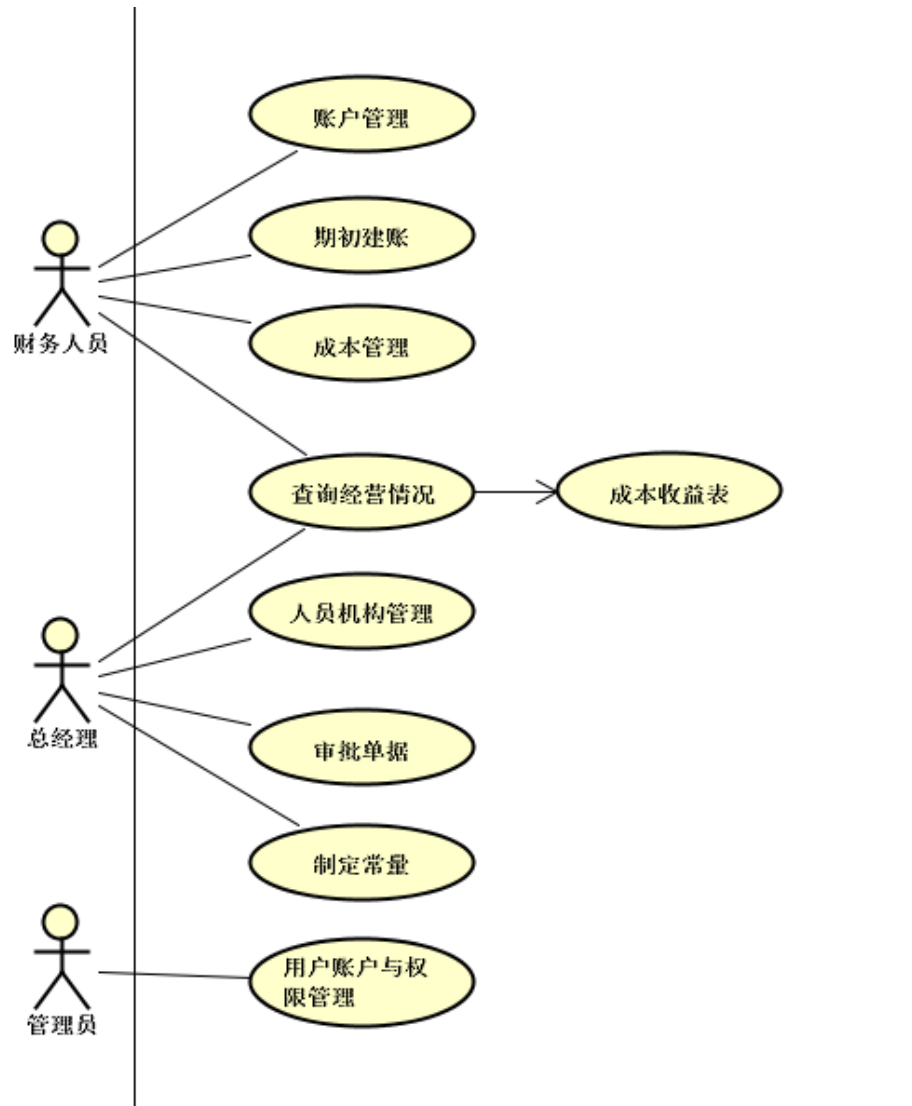 账户管理
期初建账
财务人员
成本管理
查询经营情况
成本收益表
人员机构管理
总经理
审批单据
制定常量
用户账户与权
限管理
管理员